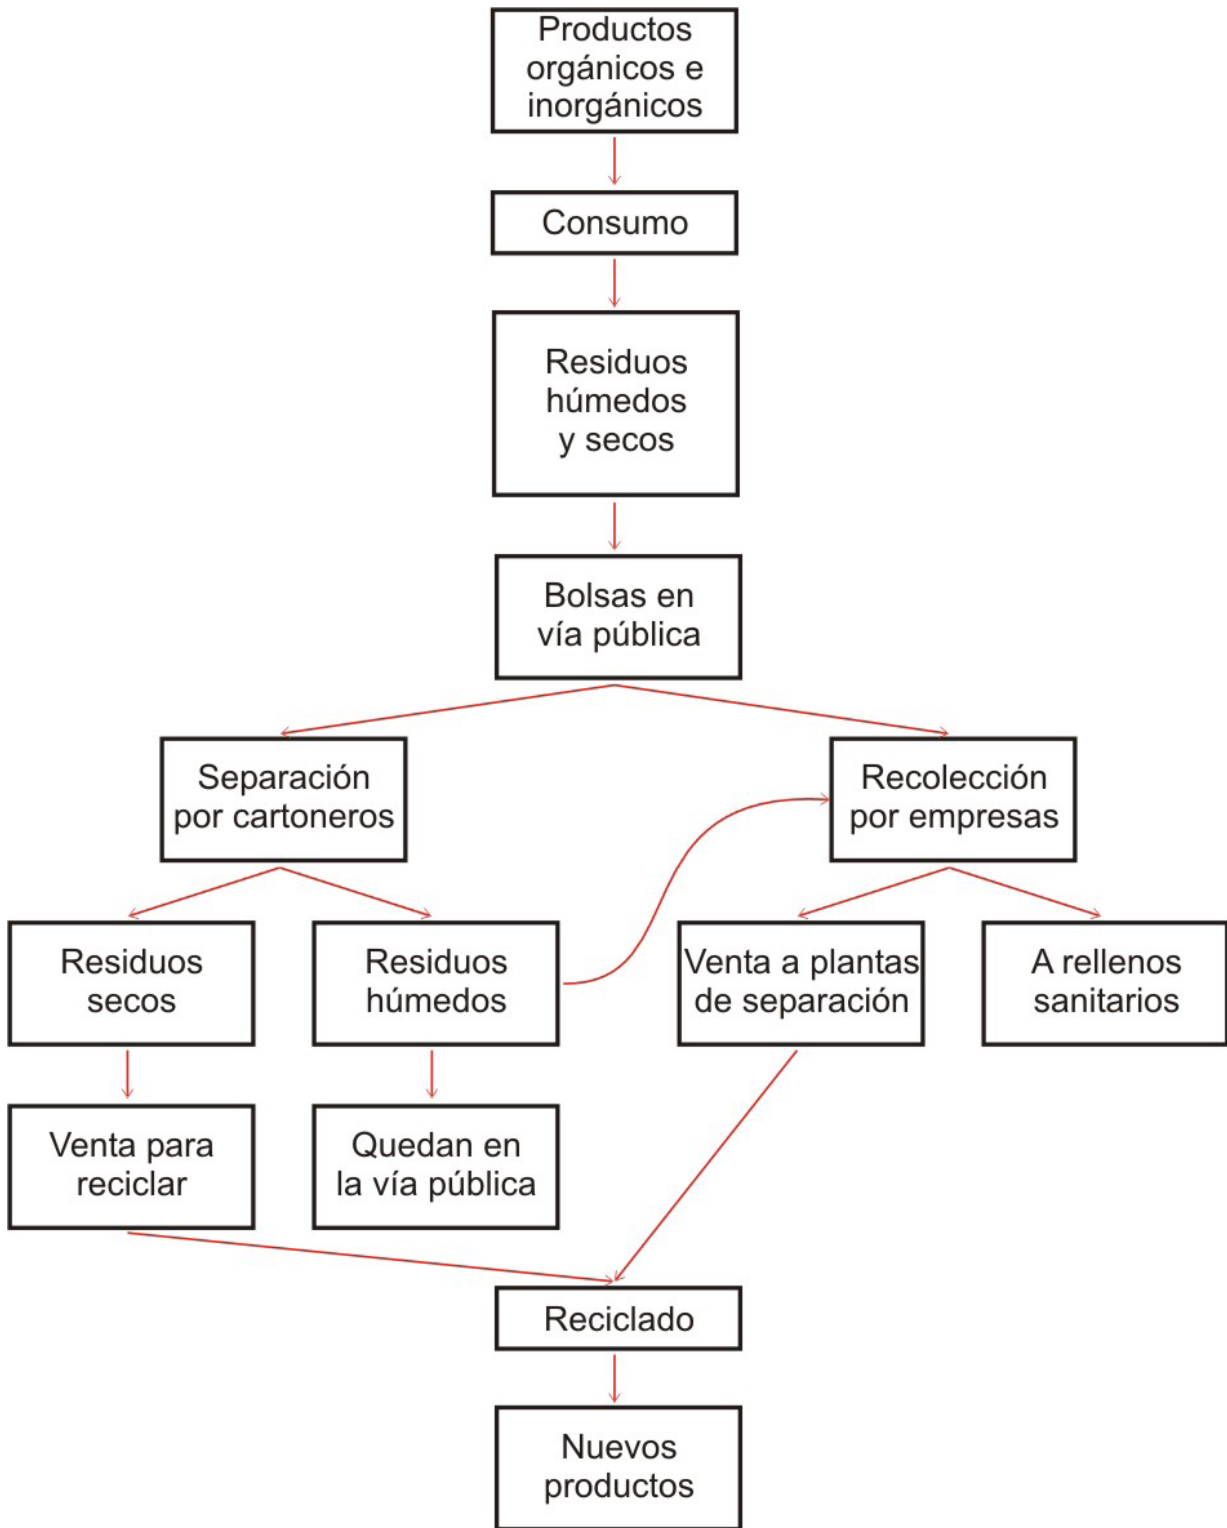 Productos
orgánicos e
inorgánicos
Consumo
Residuos
húmedos
y secos
Bolsas en
vía pública
Separación
por cartoneros
Recolección
por empresas
Residuos
secos
Residuos
húmedos
Venta a plantas
de separación
A rellenos
sanitarios
Venta para
reciclar
Quedan en
la vía pública
Reciclado
Nuevos
productos